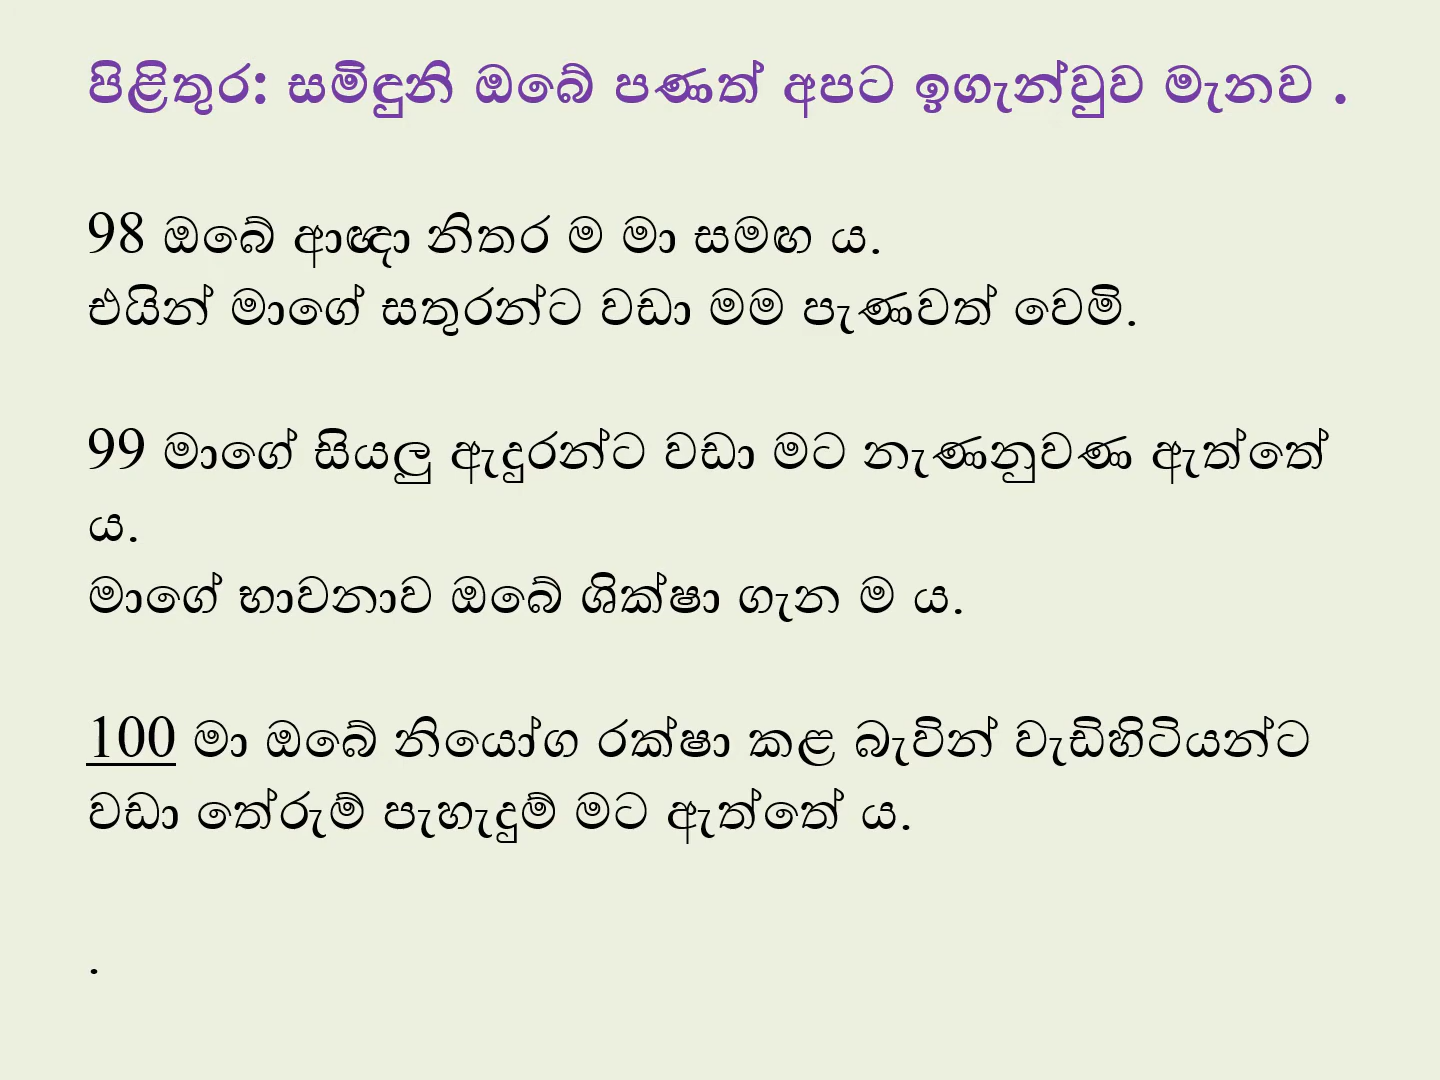 පිළිතුර: සමිඳුනි ඔබේ පණත් අපට ඉගැන්වුව මැනව .
98 ඔබේ ආඥා නිතර ම මා සමඟ ය.
එයින් මාගේ සතුරන්ට වඩා මම පැණවත් වෙමි.
99 මාගේ සියලු ඇදුරන්ට වඩා මට නැණනුවණ ඇත්තේ
ය.
මාගේ භාවනාව ඔබේ ශික්ෂා ගැන ම ය.
100 මා ඔබේ නියෝග රක්ෂා කළ බැවින් වැඩිහිටියන්ට
වඩා තේරුම් පැහැදුම් මට ඇත්තේ ය.
.